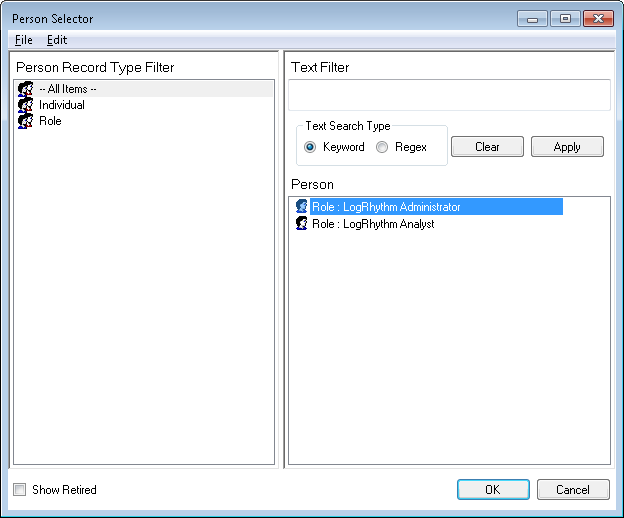 Person Selector
File Edit
Person Record Type Filter
-- All Items --
Individual
Role
Text Filter
Text Search Type
Keyword Regex Clear Apply
Person
Role : LogRhythm Administrator
Role : LogRhythm Analyst
Show Retired OK Cancel